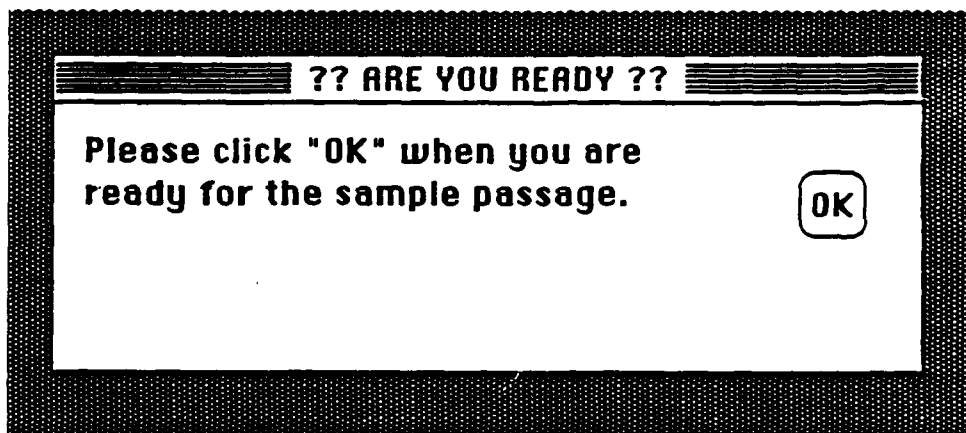 ?? ARE YOU READY ??
Please click "OK" when you are
ready for the sample passage.
OK